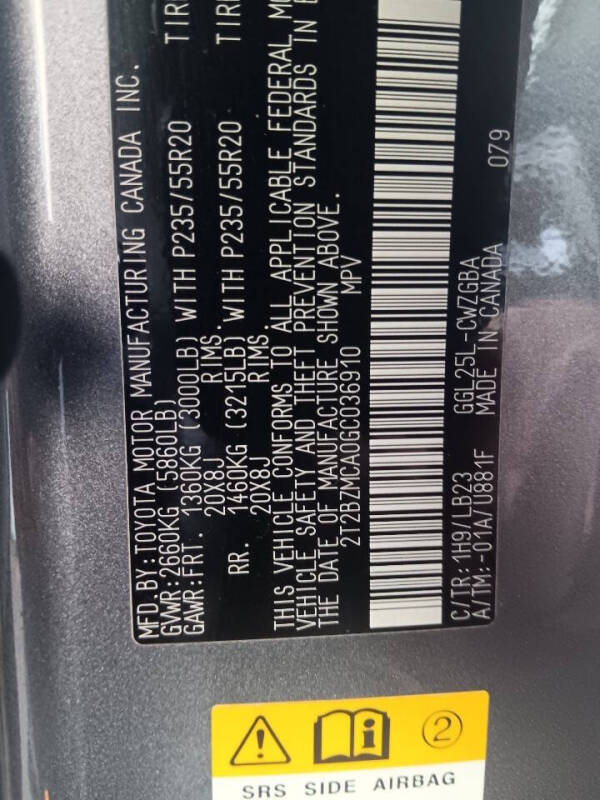 MFD.BY:TOYOTA MOTOR MANUFACTURING CANADA INC.
GVWR:2660KG (5860LB)
GAWR:FRT. 1360KG (3000LB) WITH P235/55R20
20X8J RIMS.
RR. 1460KG (3215LB) WITH P235/55R20
20X8J RIMS.
THIS VEHICLE CONFORMS TO ALL APPLICABLE FEDERAL
VEHICLE SAFETY AND THEFT PREVENTION STANDARDS IN
THE DATE OF MANUFACTURE SHOWN ABOVE.
2T2BZMCA0GC036910 MPV
079
C/TR:1H9/LB23 GGL25L-CWZGBA
A/TM:-01A/U881F MADE IN CANADA
2
SRS SIDE AIRBAG